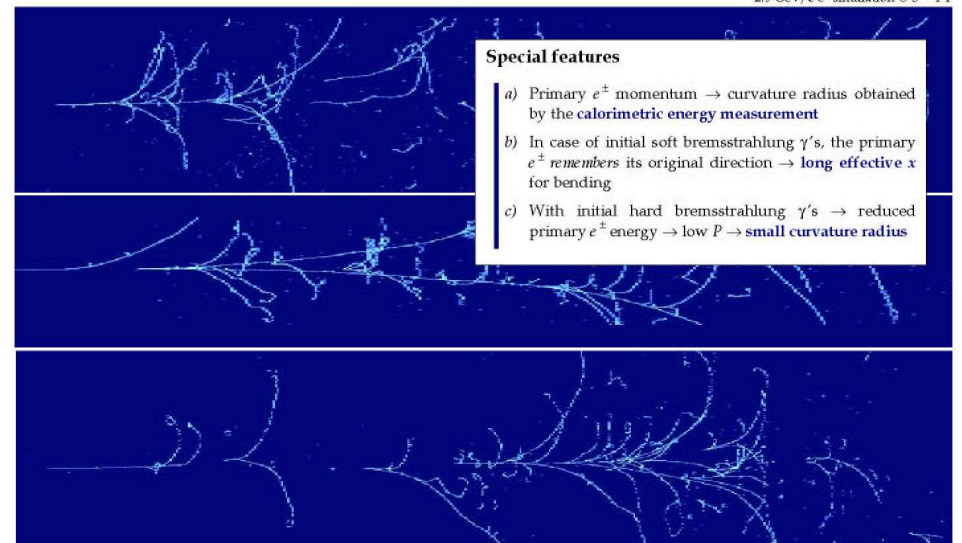 Special features
a) Primary e± momentum → curvature radius obtained
by the calorimetric energy measurement
b) In case of initial soft bremsstrahlung γ's, the primary
e± remembers its original direction → long effective x
for bending
c) With initial hard bremsstrahlung γ's → reduced
primary e± energy → low P → small curvature radius